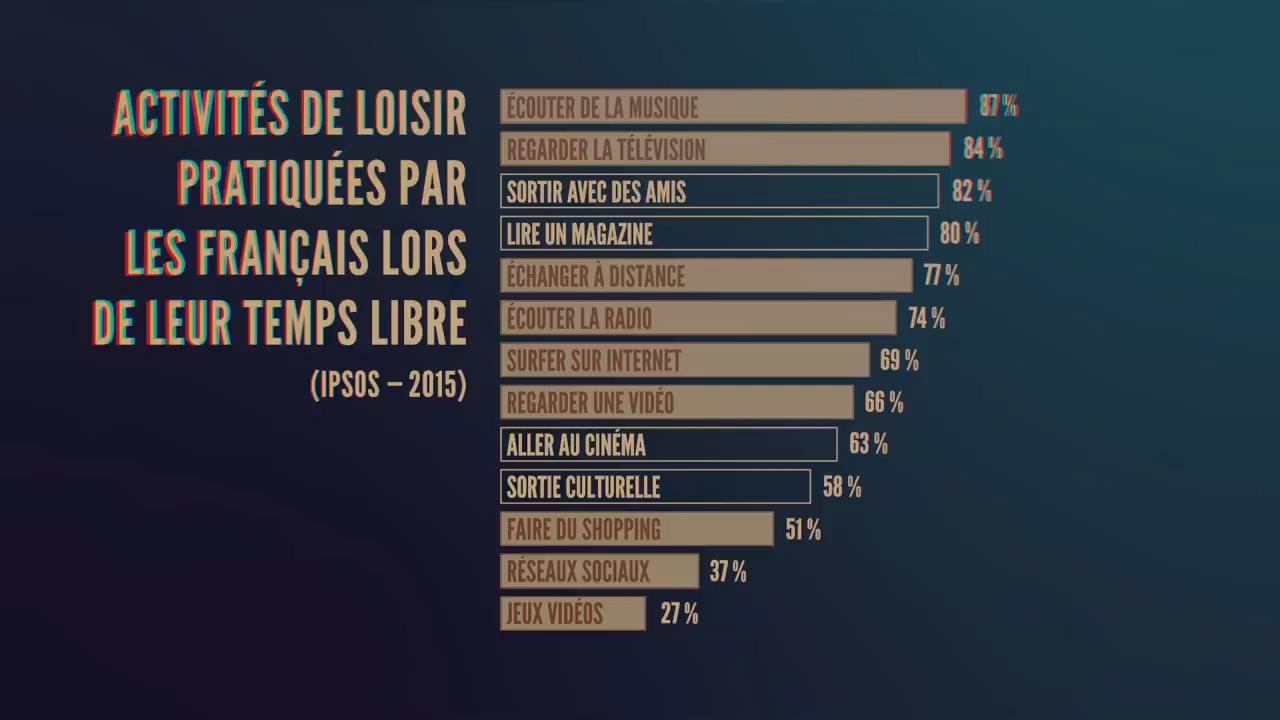 ACTIVITÉS DE LOISIR
PRATIQUÉES PAR
LES FRANÇAIS LORS
DE LEUR TEMPS LIBRE
(IPSOS – 2015)
ÉCOUTER DE LA MUSIQUE 87 %
REGARDER LA TÉLÉVISION 84 %
SORTIR AVEC DES AMIS 82 %
LIRE UN MAGAZINE 80 %
ÉCHANGER À DISTANCE 77 %
ÉCOUTER LA RADIO 74 %
SURFER SUR INTERNET 69 %
REGARDER UNE VIDÉO 66 %
ALLER AU CINÉMA 63 %
SORTIE CULTURELLE 58 %
FAIRE DU SHOPPING 51 %
RÉSEAUX SOCIAUX 37 %
JEUX VIDÉOS 27 %